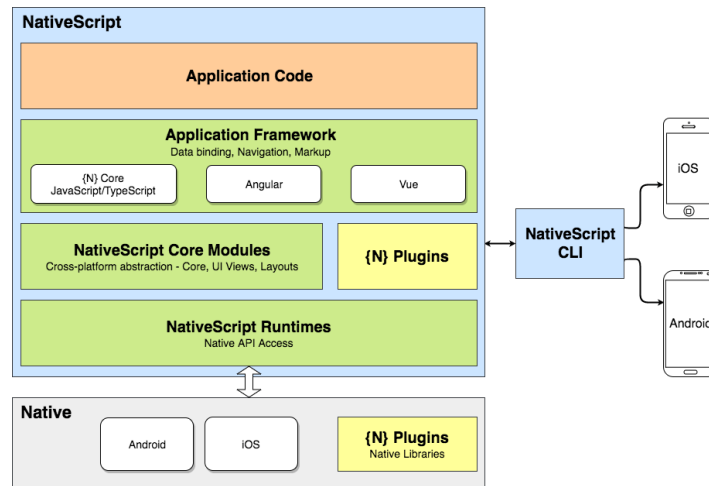 NativeScript
Application Code
Application Framework
Data binding, Navigation, Markup
{N} Core
JavaScript/TypeScript
Angular
Vue
NativeScript Core Modules
Cross-platform abstraction - Core, UI Views, Layouts
{N} Plugins
NativeScript Runtimes
Native API Access
NativeScript
CLI
iOS
Android
Native
Android
iOS
{N} Plugins
Native Libraries